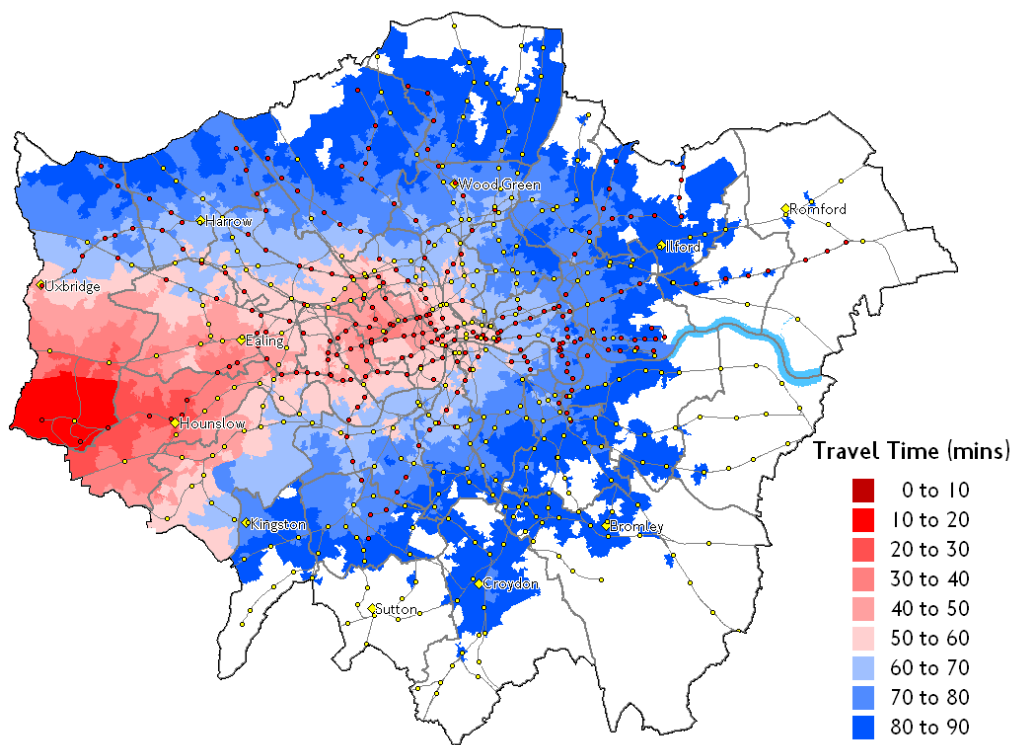 Wood Green
Harrow
Romford
Ilford
Uxbridge
Ealing
Hounslow
Kingston
Bromley
Croydon
Sutton
Travel Time (mins)
0 to 10
10 to 20
20 to 30
30 to 40
40 to 50
50 to 60
60 to 70
70 to 80
80 to 90